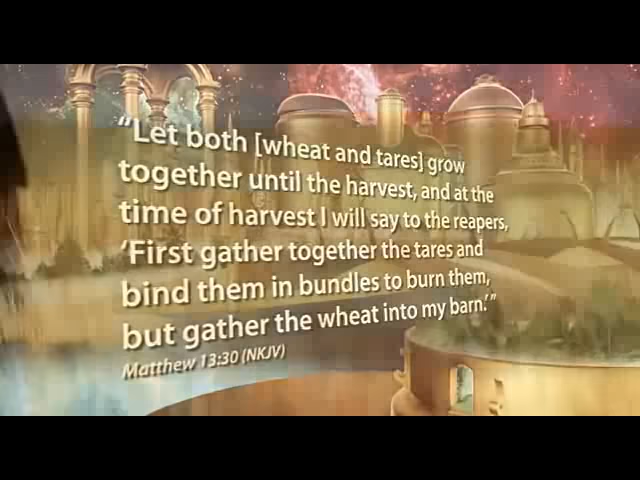 “Let both [wheat and tares] grow
together until the harvest, and at the
time of harvest I will say to the reapers,
‘First gather together the tares and
bind them in bundles to burn them,
but gather the wheat into my barn.’”
Matthew 13:30 (NKJV)